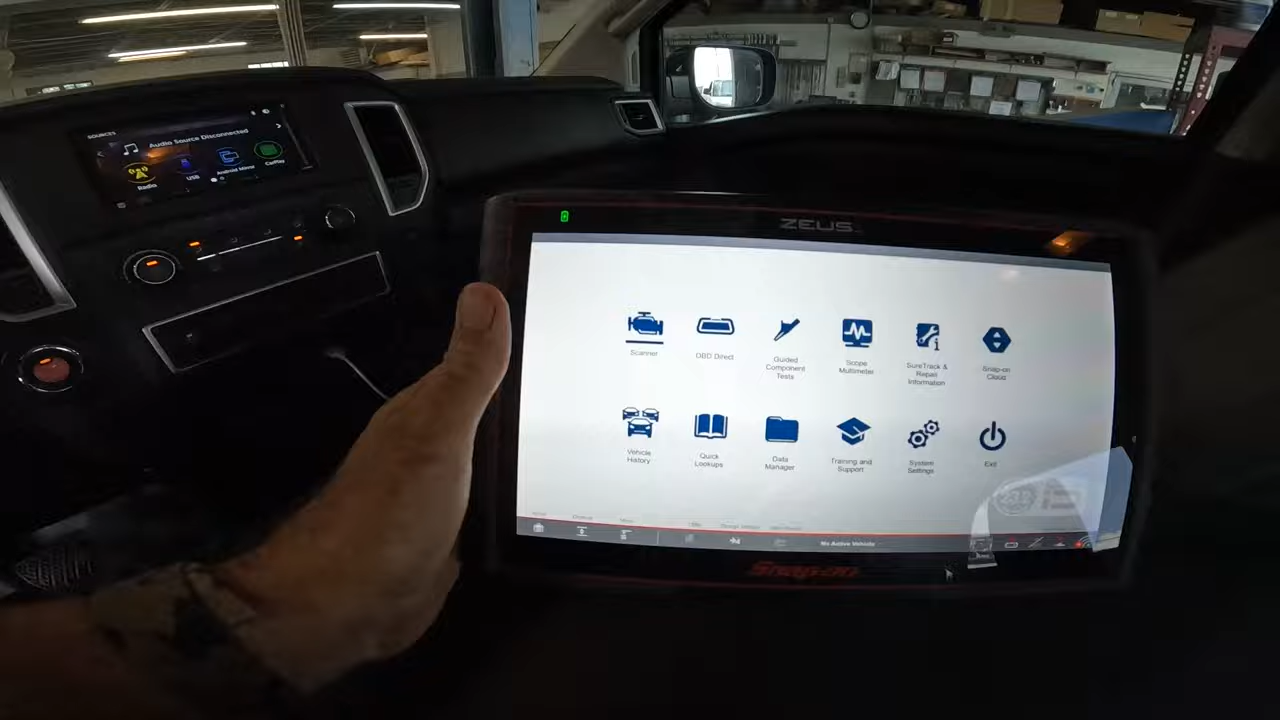 SOURCES
Audio Source Disconnected
Radio
USB
Android Mirror
CarPlay
ZEUS
Scanner
OBD Direct
Guided
Component
Tests
Scope
Multimeter
SureTrack &
Repair
Information
Snap-on
Cloud
Vehicle
History
Quick
Lookups
Data
Manager
Training and
Support
System
Settings
Exit
No Active Vehicle
Snap-on